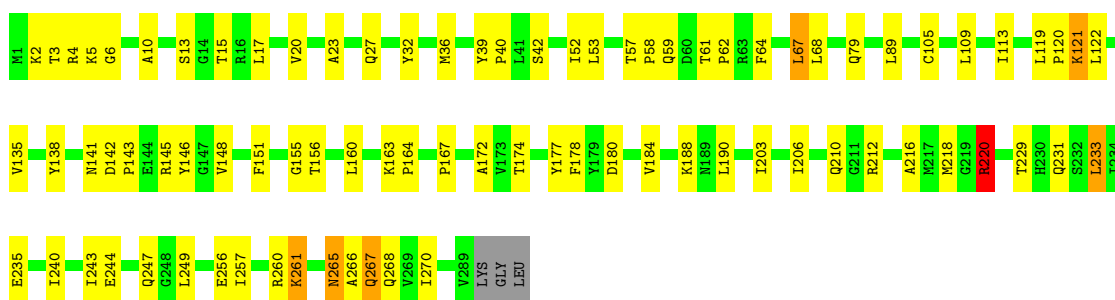 M1 K2 T3 R4 K5 G6 A10 S13 G14 T15 R16 L17 V20 A23 Q27 Y32 M36 Y39 P40 L41 S42 I52 L53 T57 P58 Q59 D60 T61 P62 R63 F64 L67 L68 Q79 L89 C105 L109 I113 L119 P120 K121 L122
V135 Y138 N141 D142 P143 E144 R145 Y146 G147 V148 F151 G155 T156 L160 K163 P164 P167 A172 V173 T174 Y177 F178 Y179 D180 V184 K188 N189 L190 I203 I206 Q210 G211 R212 A216 M217 M218 G219 R220 T229 H230 Q231 S232 L233 I234
E235 I240 I243 E244 Q247 G248 L249 E256 I257 R260 K261 N265 A266 Q267 Q268 V269 I270 V289 LYS GLY LEU